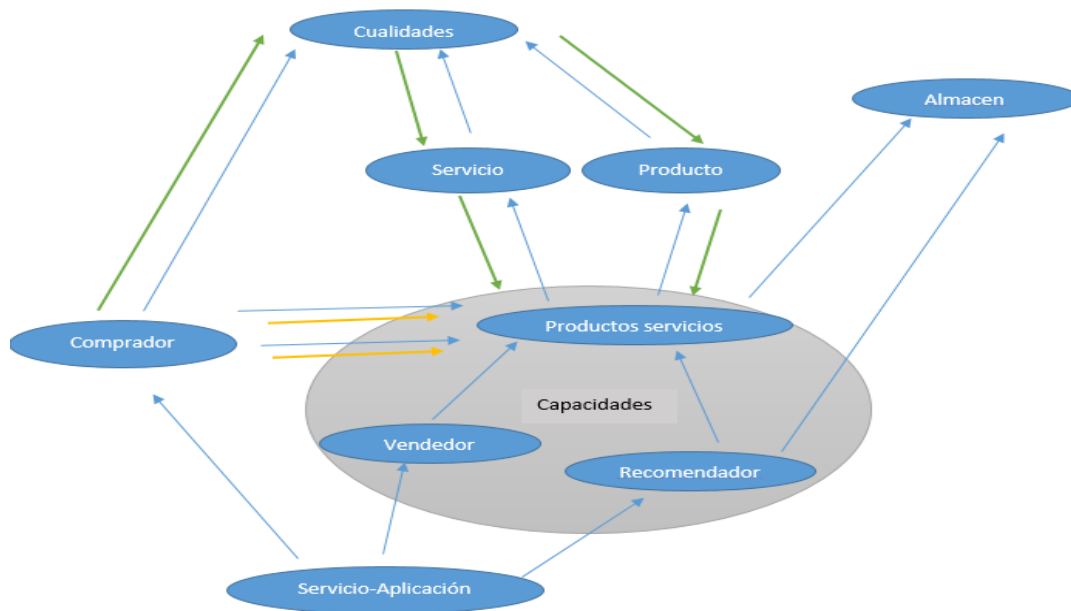 Cualidades
Almacen
Servicio
Producto
Productos servicios
Comprador
Capacidades
Vendedor
Recomendador
Servicio-Aplicación